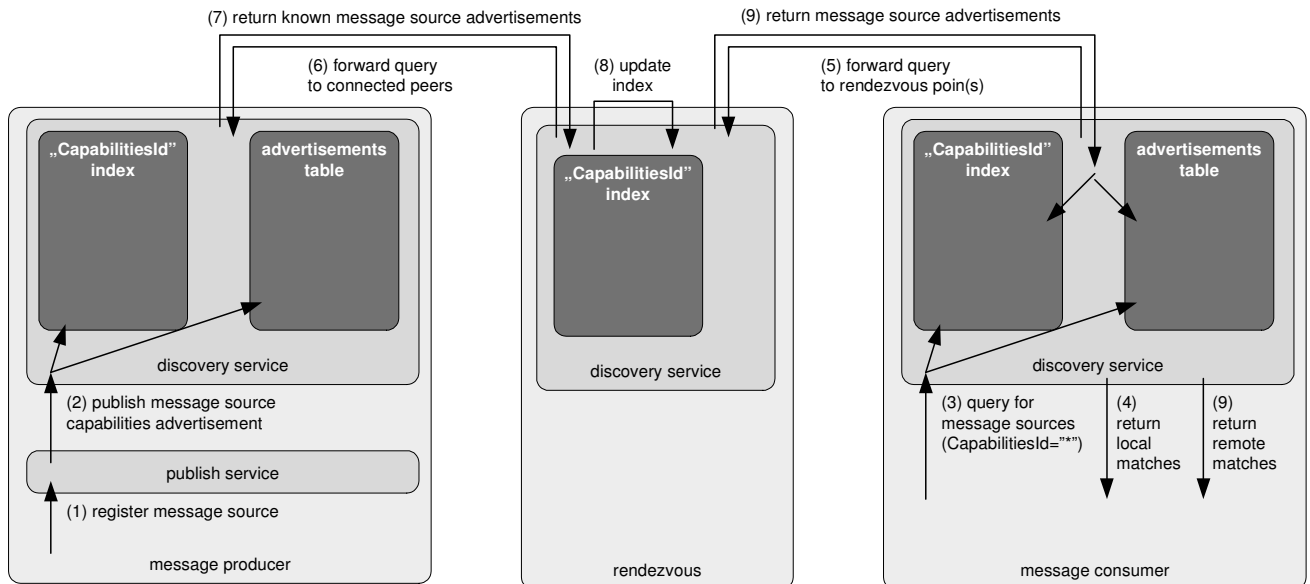 (7) return known message source advertisements
(9) return message source advertisements
(6) forward query
to connected peers
(8) update
index
(5) forward query
to rendezvous poin(s)
„CapabilitiesId”
index
advertisements
table
discovery service
(2) publish message source
capabilities advertisement
publish service
(1) register message source
message producer
„CapabilitiesId”
index
discovery service
rendezvous
„CapabilitiesId”
index
advertisements
table
discovery service
(3) query for
message sources
(CapabilitiesId=”*”)
(4)
return
local
matches
(9)
return
remote
matches
message consumer